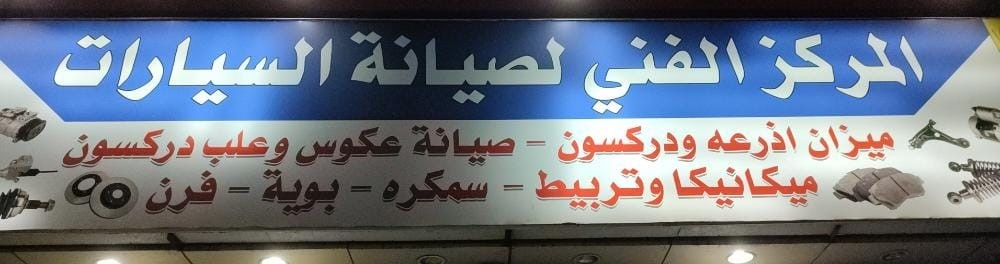 المركز الفني لصيانة السيارات
ميزان اذرعه ودركسون - صيانة عكوس وعلب دركسون
ميكانيكا وتربيط - سمكره - بوية - فرن